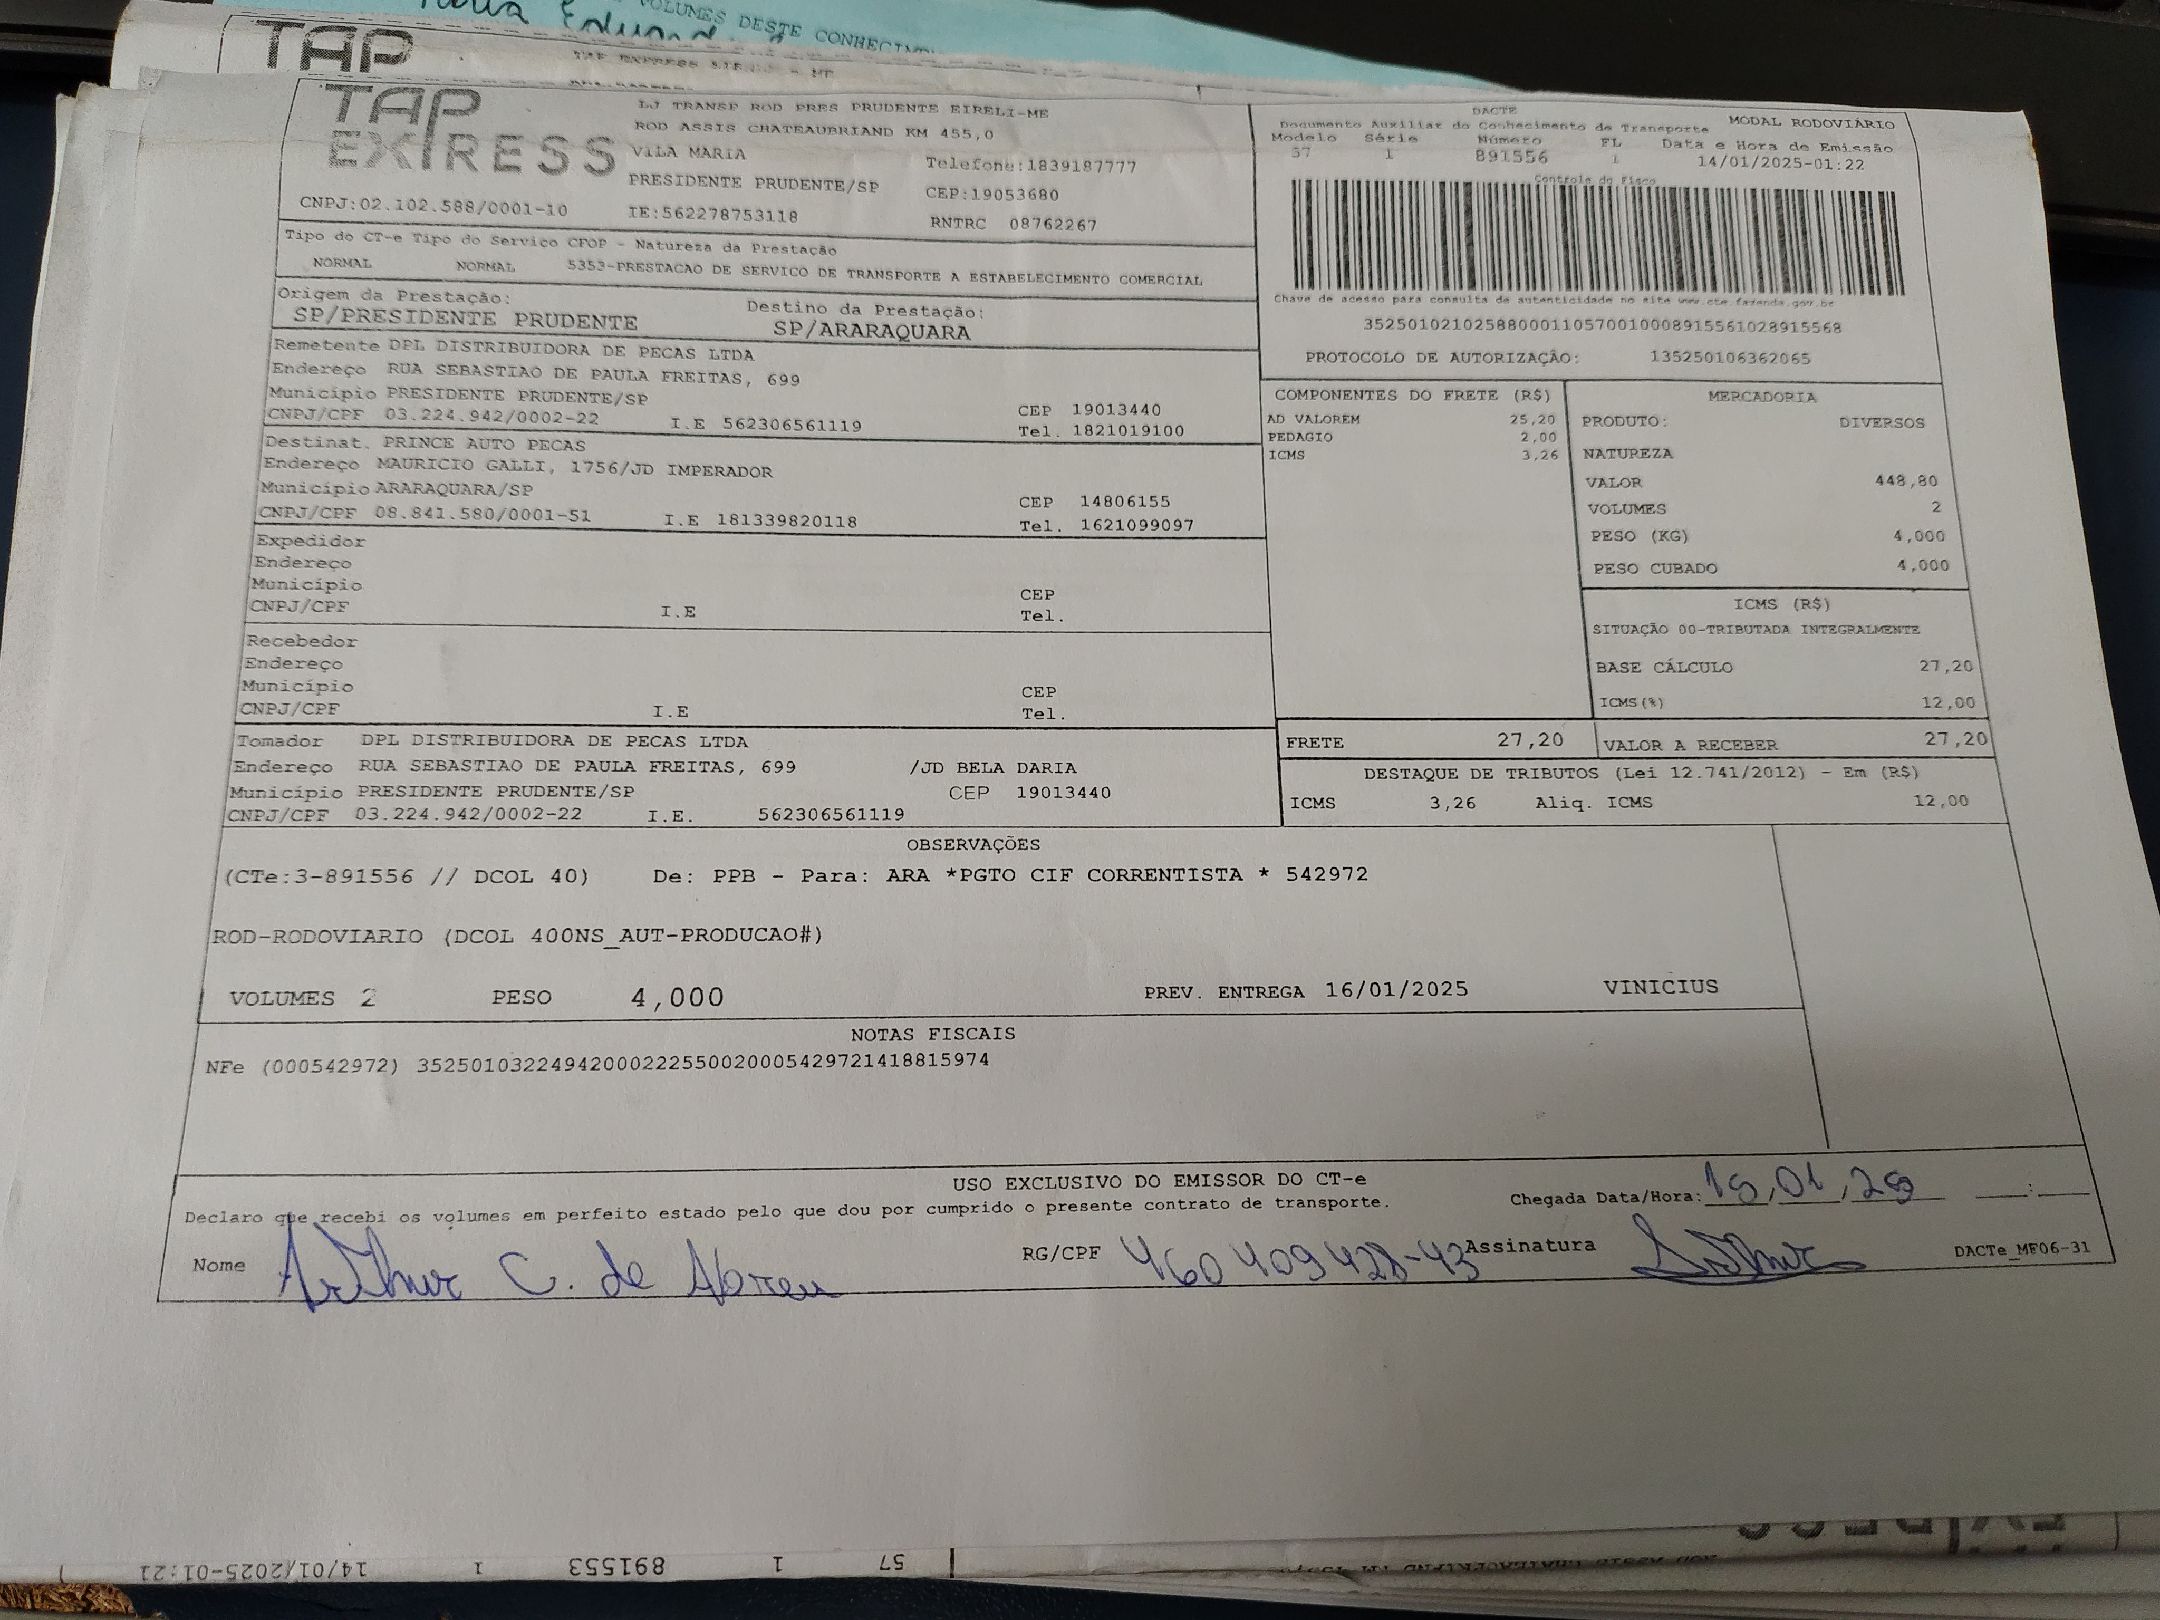 VOLUMES DESTE
TAP
TAP EXPRESS
LJ TRANSP ROD PRES PRUDENTE EIRELI-ME
ROD ASSIS CHATEAUBRIAND KM 455,0
VILA MARIA Telefone:1839187777
PRESIDENTE PRUDENTE/SP CEP:19053680
CNPJ:02.102.588/0001-10 IE:562278753118 RNTRC 08762267
DACTE
Documento Auxiliar do Conhecimento de Transporte MODAL RODOVIÁRIO
Modelo Série Número FL Data e Hora de Emissão
57 1 891556 1 14/01/2025-01:22
Controle do Fisco
Chave de acesso para consulta de autenticidade no site www.cte.fazenda.gov.br
35250102102588000110570010008915561028915568
PROTOCOLO DE AUTORIZAÇÃO: 135250106362065
Tipo do CT-e Tipo do Serviço CFOP - Natureza da Prestação
NORMAL NORMAL 5353-PRESTACAO DE SERVICO DE TRANSPORTE A ESTABELECIMENTO COMERCIAL
Origem da Prestação: Destino da Prestação:
SP/PRESIDENTE PRUDENTE SP/ARARAQUARA
Remetente DPL DISTRIBUIDORA DE PECAS LTDA
Endereço RUA SEBASTIAO DE PAULA FREITAS, 699
Município PRESIDENTE PRUDENTE/SP CEP 19013440
CNPJ/CPF 03.224.942/0002-22 I.E 562306561119 Tel. 1821019100
Destinat. PRINCE AUTO PECAS
Endereço MAURICIO GALLI, 1756/JD IMPERADOR
Município ARARAQUARA/SP CEP 14806155
CNPJ/CPF 08.841.580/0001-51 I.E 181339820118 Tel. 1621099097
Expedidor
Endereço
Município CEP
CNPJ/CPF I.E Tel.
Recebedor
Endereço
Município CEP
CNPJ/CPF I.E Tel.
Tomador DPL DISTRIBUIDORA DE PECAS LTDA
Endereço RUA SEBASTIAO DE PAULA FREITAS, 699 /JD BELA DARIA
Município PRESIDENTE PRUDENTE/SP CEP 19013440
CNPJ/CPF 03.224.942/0002-22 I.E. 562306561119
COMPONENTES DO FRETE (R$)
AD VALOREM 25,20
PEDAGIO 2,00
ICMS 3,26
MERCADORIA
PRODUTO: DIVERSOS
NATUREZA
VALOR 448,80
VOLUMES 2
PESO (KG) 4,000
PESO CUBADO 4,000
ICMS (R$)
SITUAÇÃO 00-TRIBUTADA INTEGRALMENTE
BASE CÁLCULO 27,20
ICMS(%) 12,00
FRETE 27,20 VALOR A RECEBER 27,20
DESTAQUE DE TRIBUTOS (Lei 12.741/2012) - Em (R$)
ICMS 3,26 Aliq. ICMS 12,00
OBSERVAÇÕES
(CTe:3-891556 // DCOL 40) De: PPB - Para: ARA *PGTO CIF CORRENTISTA * 542972
ROD-RODOVIARIO (DCOL 400NS_AUT-PRODUCAO#)
VOLUMES 2 PESO 4,000 PREV. ENTREGA 16/01/2025 VINICIUS
NOTAS FISCAIS
NFe (000542972) 35250103224942000222550020005429721418815974
USO EXCLUSIVO DO EMISSOR DO CT-e
Declaro que recebi os volumes em perfeito estado pelo que dou por cumprido o presente contrato de transporte. Chegada Data/Hora:
Nome Arthur C. de Abreu RG/CPF 460409428-43 Assinatura Arthur DACTe_MF06-31
57 1 891553 1 14/01/2025-01:21